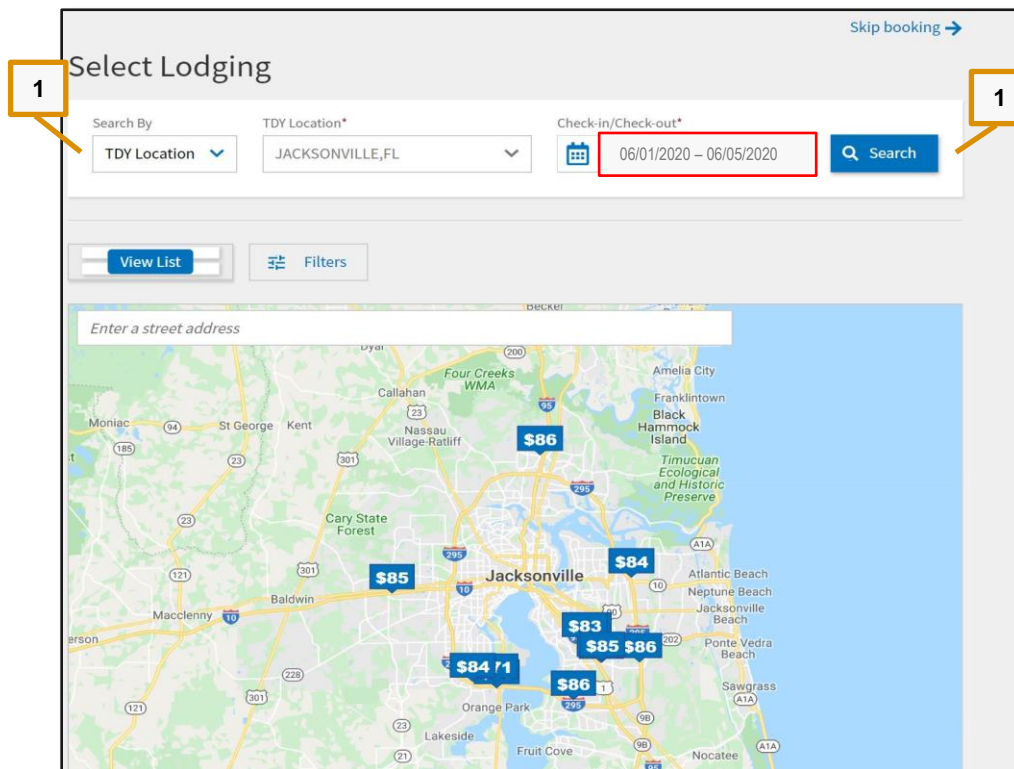 Skip booking
Select Lodging
1
1
Search By
TDY Location*
Check-in/Check-out*
TDY Location
JACKSONVILLE,FL
06/01/2020 – 06/05/2020
Search
View List
Filters
Enter a street address
Becker
Dyal
200
Four Creeks
WMA
Amelia City
Callahan
95
Franklintown
23
Black
Hammock
Island
Moniac
94
St George
Kent
Nassau
Village-Ratliff
$86
185
23
301
Timucuan
Ecological
and Historic
Preserve
295
23
Cary State
Forest
A1A
295
121
301
$85
10
Jacksonville
$84
10
Atlantic Beach
Neptune Beach
Baldwin
Jacksonville
Beach
Macclenny
10
90
$83
295
202
erson
$85
$86
Ponte Vedra
Beach
228
$84
71
$86
1
Sawgrass
A1A
301
295
121
Orange Park
9B
23
Lakeside
21
Fruit Cove
9B
A1A
Nocatee
95